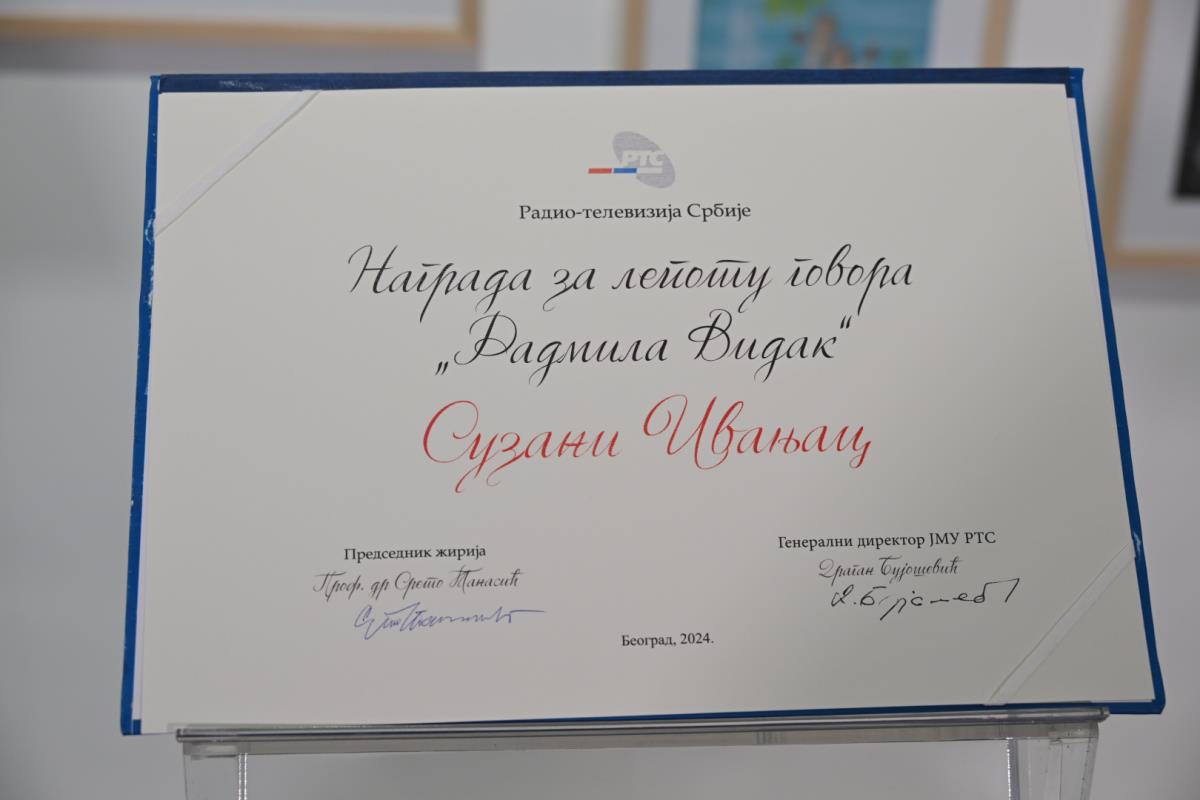 РТС
Радио-телевизија Србије
Награда за лепоту говора
„Радмила Видак“
Сузани Ивањац
Председник жирија
Проф. др Срето Танасић
Генерални директор ЈМУ РТС
Драган Бујошевић
Београд, 2024.